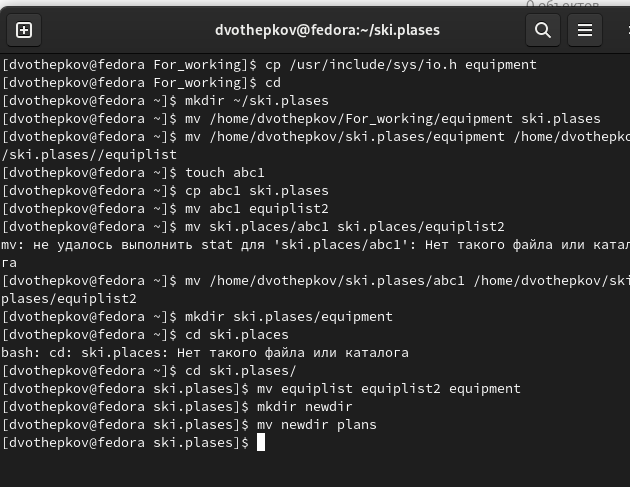 0 объектов
dvothepkov@fedora:~/ski.plases
[dvothepkov@fedora For_working]$ cp /usr/include/sys/io.h equipment
[dvothepkov@fedora For_working]$ cd
[dvothepkov@fedora ~]$ mkdir ~/ski.plases
[dvothepkov@fedora ~]$ mv /home/dvothepkov/For_working/equipment ski.plases
[dvothepkov@fedora ~]$ mv /home/dvothepkov/ski.plases/equipment /home/dvothepko
/ski.plases//equiplist
[dvothepkov@fedora ~]$ touch abc1
[dvothepkov@fedora ~]$ cp abc1 ski.plases
[dvothepkov@fedora ~]$ mv abc1 equiplist2
[dvothepkov@fedora ~]$ mv ski.places/abc1 ski.places/equiplist2
mv: не удалось выполнить stat для 'ski.places/abc1': Нет такого файла или катал
га
[dvothepkov@fedora ~]$ mv /home/dvothepkov/ski.plases/abc1 /home/dvothepkov/ski
plases/equiplist2
[dvothepkov@fedora ~]$ mkdir ski.plases/equipment
[dvothepkov@fedora ~]$ cd ski.places
bash: cd: ski.places: Нет такого файла или каталога
[dvothepkov@fedora ~]$ cd ski.plases/
[dvothepkov@fedora ski.plases]$ mv equiplist equiplist2 equipment
[dvothepkov@fedora ski.plases]$ mkdir newdir
[dvothepkov@fedora ski.plases]$ mv newdir plans
[dvothepkov@fedora ski.plases]$